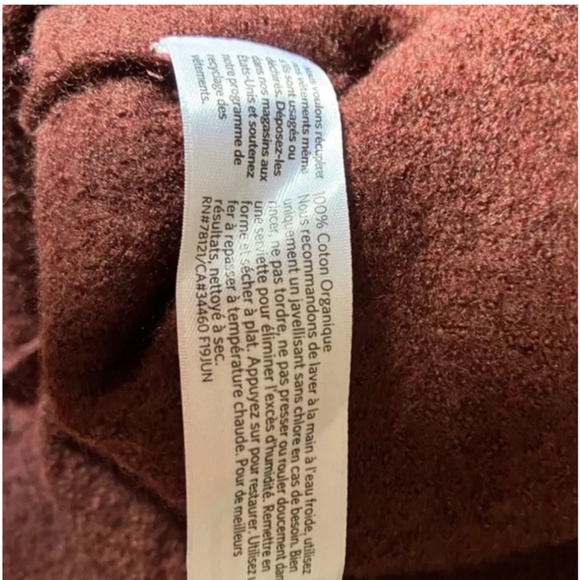 nous voulons récupérer
vos vêtements même
s'ils sont usagés ou
déchirés. Déposez-les
dans nos magasins aux
États-Unis et soutenez
notre programme de
recyclage des
vêtements.
100% Coton Organique
Nous recommandons de laver à la main à l'eau froide, utilisez
uniquement un javellisant sans chlore en cas de besoin. Bien
rincer, ne pas tordre, ne pas presser ou rouler doucement dans
une serviette pour éliminer l'excès d'humidité. Remettre en
forme et sécher à plat. Appuyez sur pour restaurer. Utilisez
fer à repasser à température chaude. Pour de meilleurs
résultats, nettoyé à sec.
RN#78121/CA#34460 F19JUN